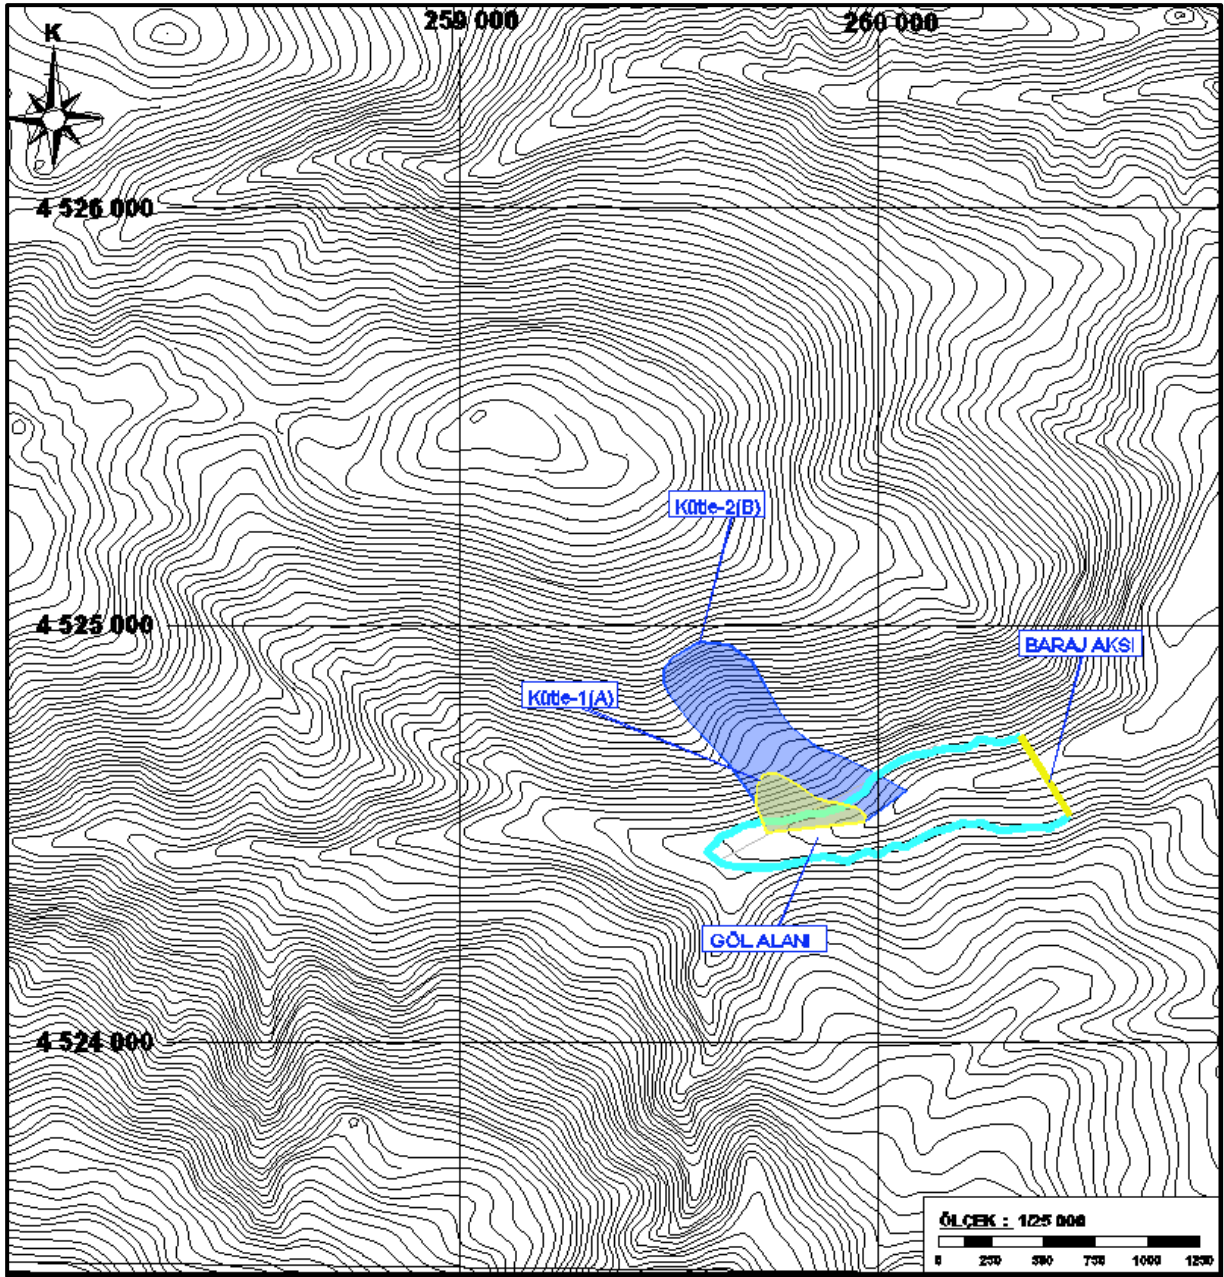 259 000
260 000
K
4 526 000
Kütle-2(B)
4 525 000
BARAJ AKSI
Kütle-1(A)
GÖL ALANI
4 524 000
ÖLÇEK : 1/25 000
0 250 500 750 1000 1250